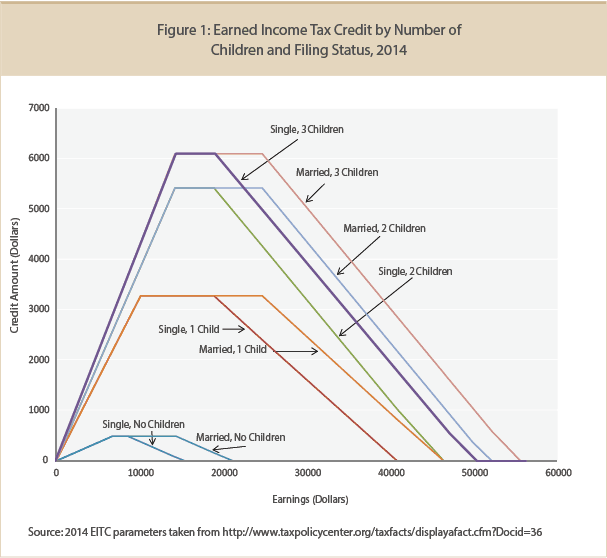 Figure 1: Earned Income Tax Credit by Number of
Children and Filing Status, 2014
7000
6000
5000
4000
3000
2000
1000
0
Credit Amount (Dollars)
Single, 3 Children
Married, 3 Children
Married, 2 Children
Single, 2 Children
Single, 1 Child
Married, 1 Child
Single, No Children
Married, No Children
0
10000
20000
30000
40000
50000
60000
Earnings (Dollars)
Source: 2014 EITC parameters taken from http://www.taxpolicycenter.org/taxfacts/displayafact.cfm?Docid=36